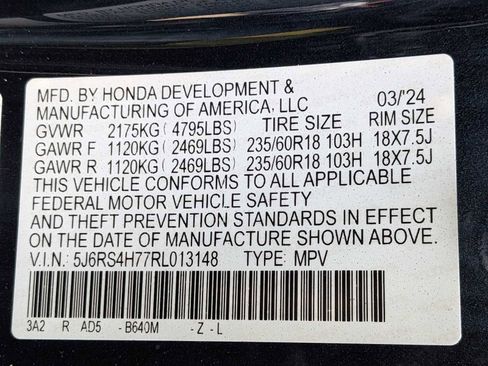 MFD. BY HONDA DEVELOPMENT &
MANUFACTURING OF AMERICA, LLC 03/'24
GVWR 2175KG (4795LBS) TIRE SIZE RIM SIZE
GAWR F 1120KG (2469LBS) 235/60R18 103H 18X7.5J
GAWR R 1120KG (2469LBS) 235/60R18 103H 18X7.5J
THIS VEHICLE CONFORMS TO ALL APPLICABLE
FEDERAL MOTOR VEHICLE SAFETY
AND THEFT PREVENTION STANDARDS IN EFFECT
ON THE DATE OF MANUFACTURE SHOWN ABOVE.
V.I.N: 5J6RS4H77RL013148 TYPE: MPV
3A2 R AD5 -B640M -Z-L